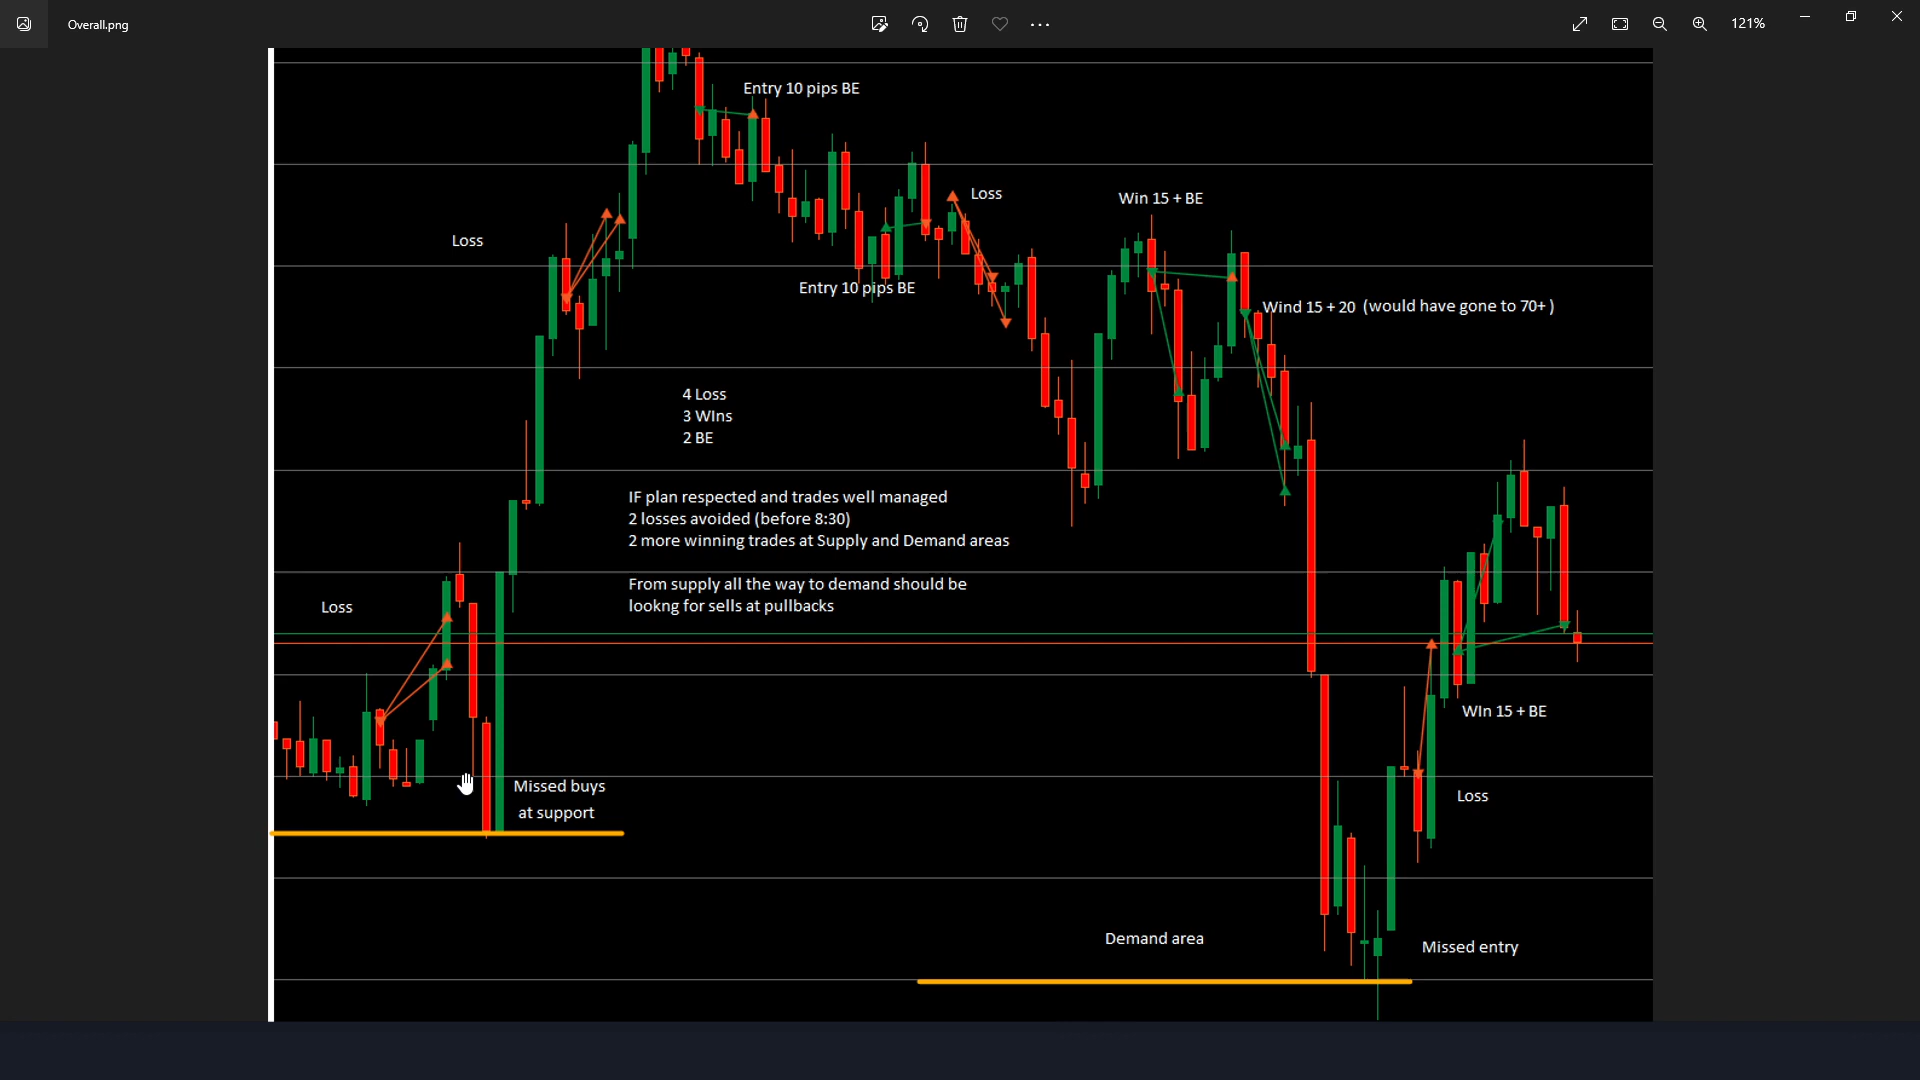 Overall.png
121%
Entry 10 pips BE
Loss
Win 15 + BE
Loss
Entry 10 pips BE
Wind 15 + 20 (would have gone to 70+ )
4 Loss
3 WIns
2 BE
IF plan respected and trades well managed
2 losses avoided (before 8:30)
2 more winning trades at Supply and Demand areas
From supply all the way to demand should be
lookng for sells at pullbacks
Loss
WIn 15 + BE
Missed buys
at support
Loss
Demand area
Missed entry